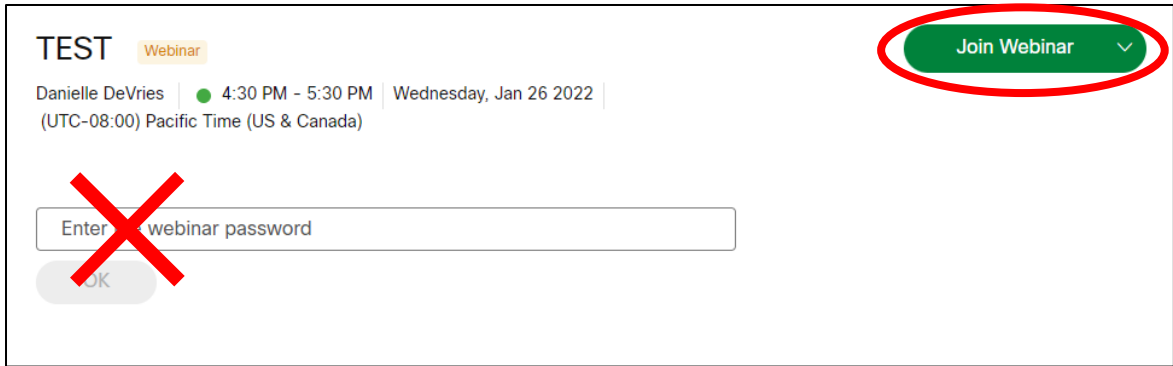 TEST Webinar
Join Webinar
Danielle DeVries 4:30 PM - 5:30 PM Wednesday, Jan 26 2022
(UTC-08:00) Pacific Time (US & Canada)
Enter webinar password
OK